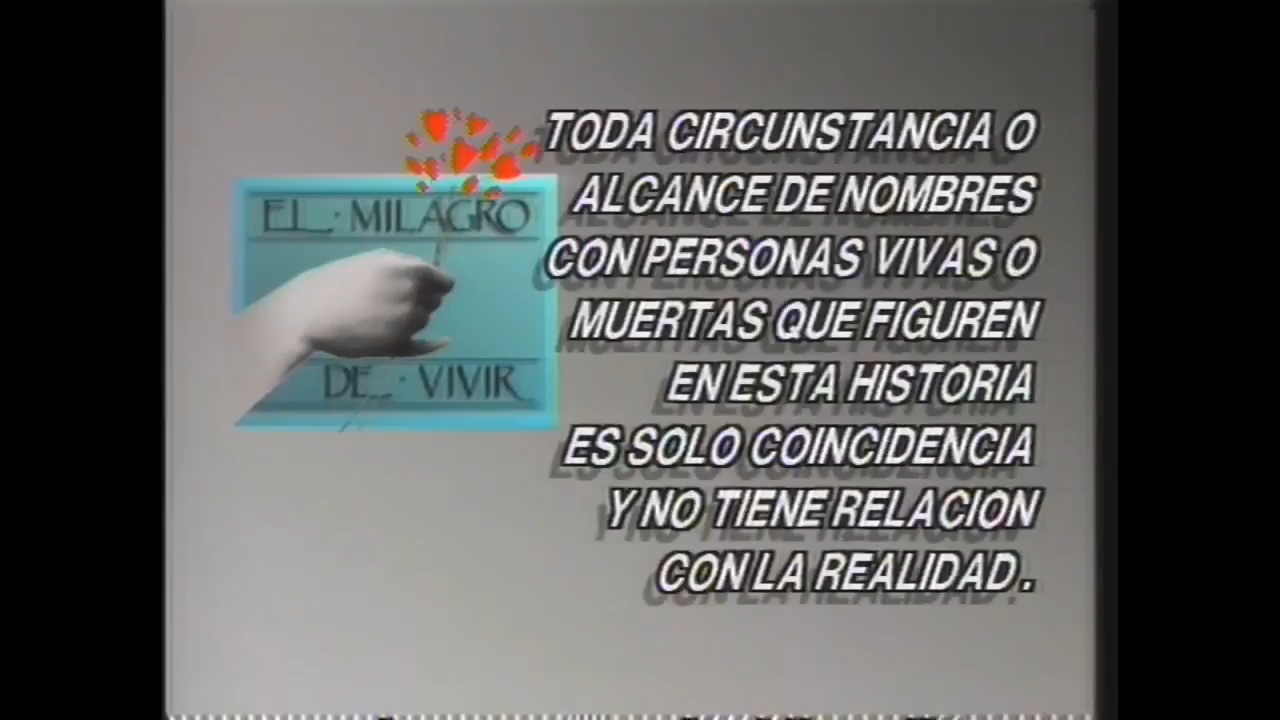 EL · MILAGRO
DE · VIVIR
TODA CIRCUNSTANCIA O
ALCANCE DE NOMBRES
CON PERSONAS VIVAS O
MUERTAS QUE FIGUREN
EN ESTA HISTORIA
ES SOLO COINCIDENCIA
Y NO TIENE RELACION
CON LA REALIDAD.